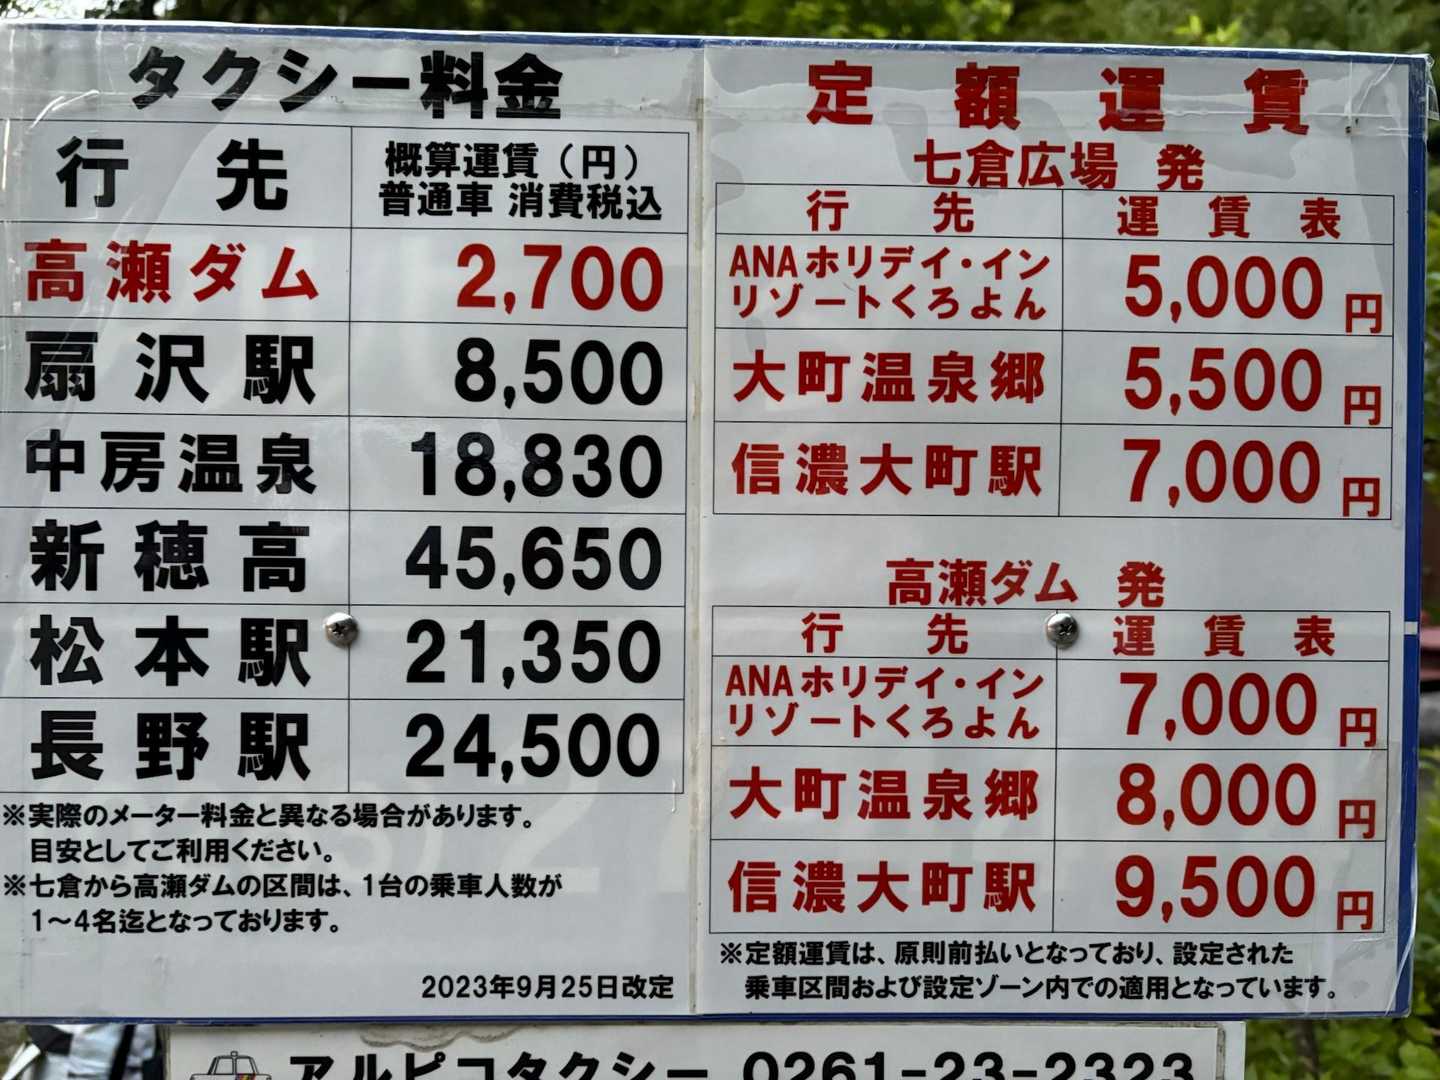 タクシー料金
行先 概算運賃（円）
普通車 消費税込
高瀬ダム 2,700
扇沢駅 8,500
中房温泉 18,830
新穂高 45,650
松本駅 21,350
長野駅 24,500
※実際のメーター料金と異なる場合があります。
目安としてご利用ください。
※七倉から高瀬ダムの区間は、1台の乗車人数が
1～4名迄となっております。
2023年9月25日改定
定額運賃
七倉広場 発
行先 運賃表
ANAホリデイ・イン
リゾートくろよん 5,000円
大町温泉郷 5,500円
信濃大町駅 7,000円
高瀬ダム 発
行先 運賃表
ANAホリデイ・イン
リゾートくろよん 7,000円
大町温泉郷 8,000円
信濃大町駅 9,500円
※定額運賃は、原則前払いとなっており、設定された
乗車区間および設定ゾーン内での適用となっています。
アルピコタクシー 0261-23-2323